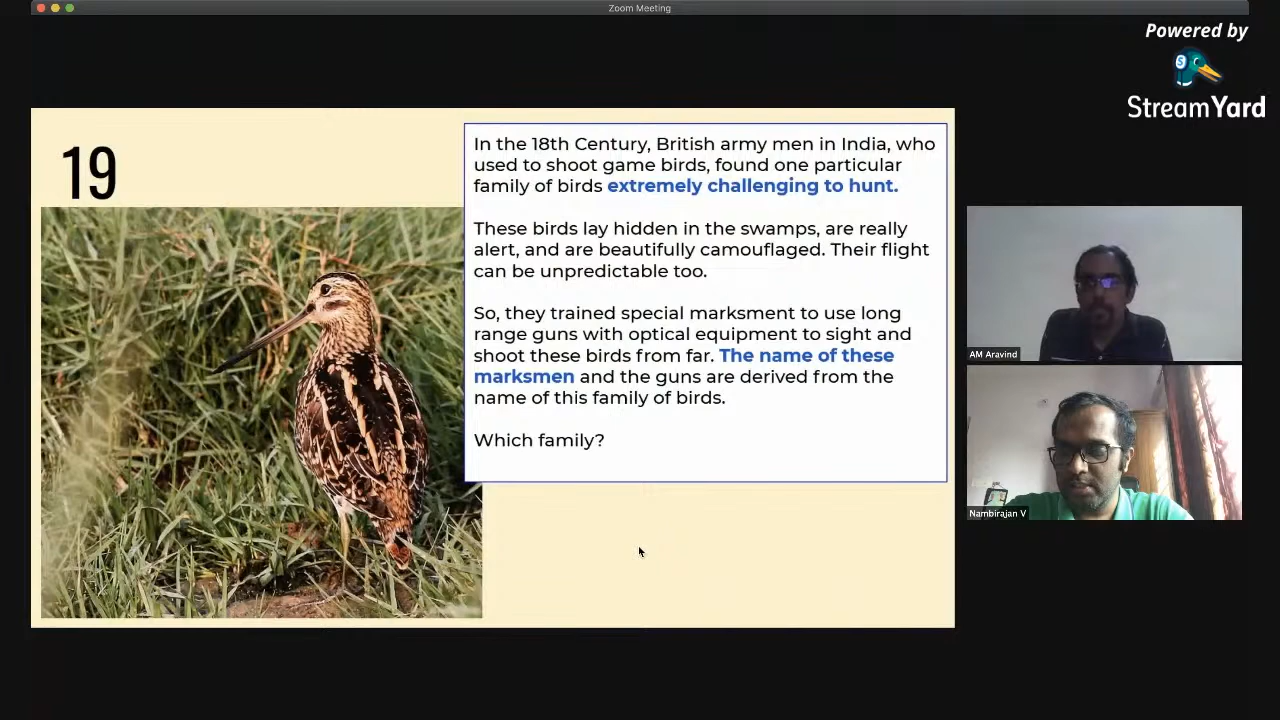 Zoom Meeting
Powered by
StreamYard
19
In the 18th Century, British army men in India, who
used to shoot game birds, found one particular
family of birds extremely challenging to hunt.
These birds lay hidden in the swamps, are really
alert, and are beautifully camouflaged. Their flight
can be unpredictable too.
So, they trained special marksment to use long
range guns with optical equipment to sight and
shoot these birds from far. The name of these
marksmen and the guns are derived from the
name of this family of birds.
Which family?
AM Aravind
Nambirajan V